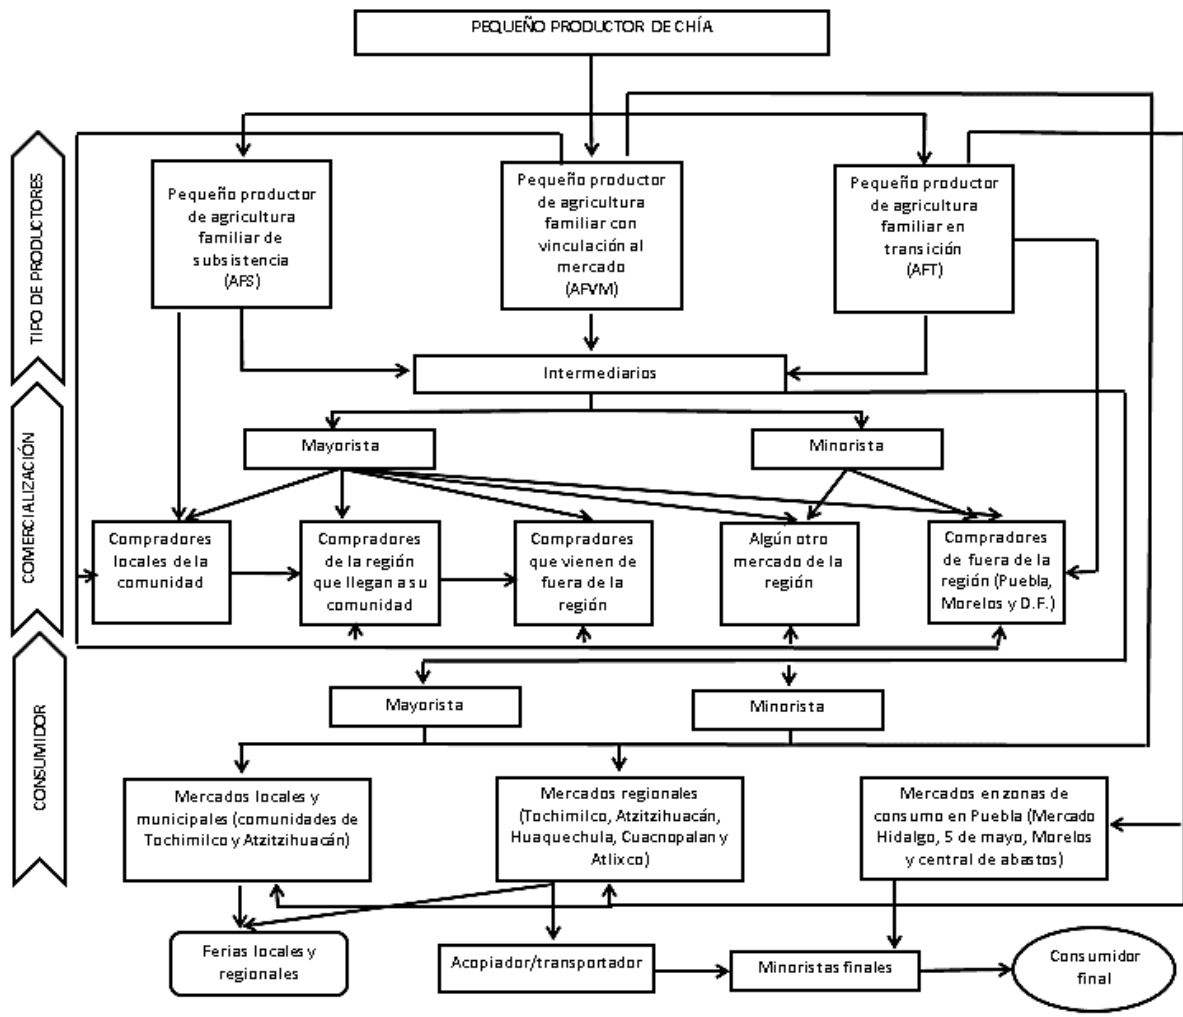 PEQUEÑO PRODUCTOR DE CHÍA
TIPO DE PRODUCTORES
Pequeño productor
de agricultura
familiar de
subsistencia
(AFS)
Pequeño productor
de agricultura
familiar con
vinculación al
mercado
(AFVM)
Pequeño productor
de agricultura
familiar en
transición
(AFT)
Intermediarios
COMERCIALIZACIÓN
Mayorista
Minorista
Compradores
locales de la
comunidad
Compradores
de la región
que llegan a su
comunidad
Compradores
que vienen de
fuera de la
región
Algún otro
mercado de la
región
Compradores
de fuera de la
región (Puebla,
Morelos y D.F.)
CONSUMIDOR
Mayorista
Minorista
Mercados locales y
municipales (comunidades de
Tochimilco y Atzitzihuacán)
Mercados regionales
(Tochimilco, Atzitzihuacán,
Huaquechula, Cuacnopalan y
Atlixco)
Mercados en zonas de
consumo en Puebla (Mercado
Hidalgo, 5 de mayo, Morelos
y central de abastos)
Ferias locales y
regionales
Acopiador/transportador
Minoristas finales
Consumidor
final